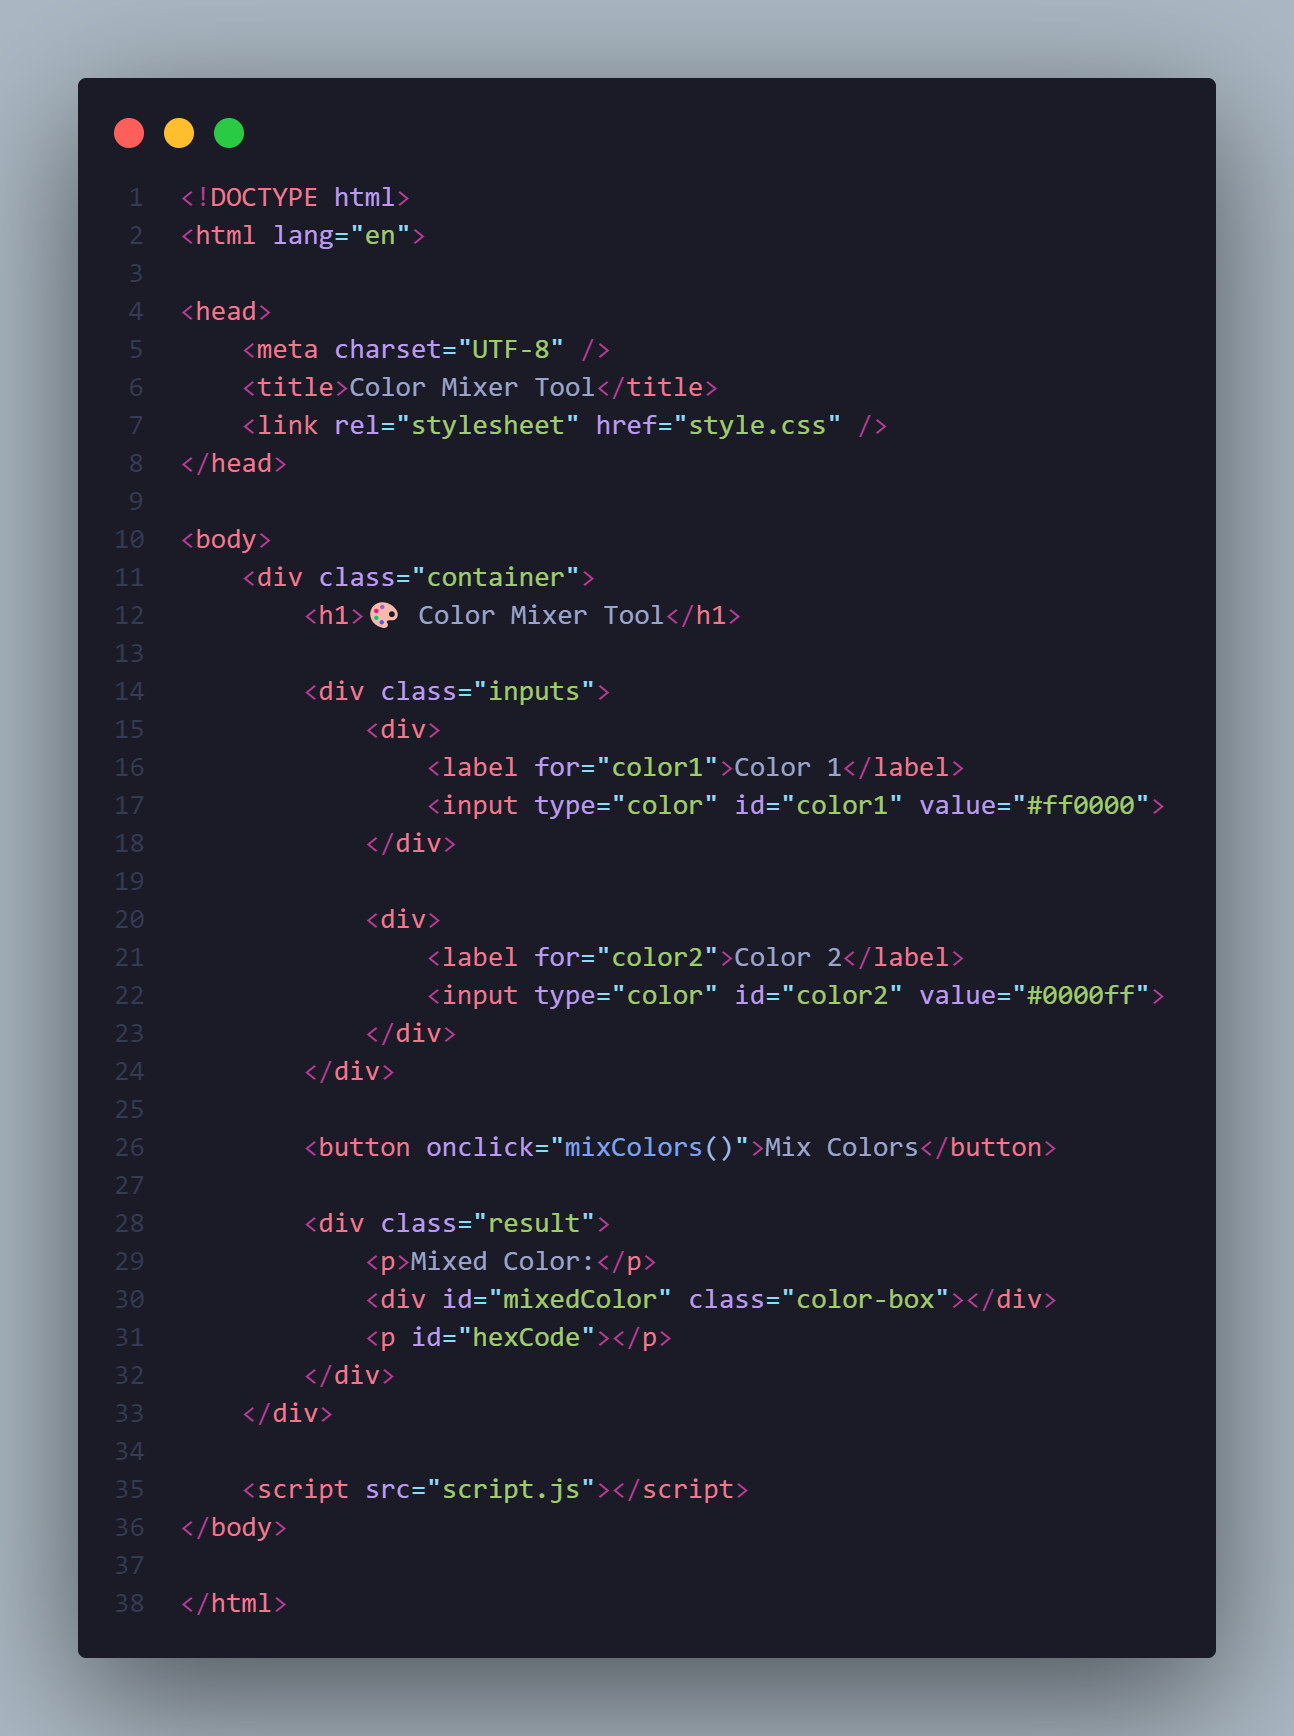 1 <!DOCTYPE html>
2 <html lang="en">
3
4 <head>
5     <meta charset="UTF-8" />
6     <title>Color Mixer Tool</title>
7     <link rel="stylesheet" href="style.css" />
8 </head>
9
10 <body>
11     <div class="container">
12         <h1>🎨 Color Mixer Tool</h1>
13
14         <div class="inputs">
15             <div>
16                 <label for="color1">Color 1</label>
17                 <input type="color" id="color1" value="#ff0000">
18             </div>
19
20             <div>
21                 <label for="color2">Color 2</label>
22                 <input type="color" id="color2" value="#0000ff">
23             </div>
24         </div>
25
26         <button onclick="mixColors()">Mix Colors</button>
27
28         <div class="result">
29             <p>Mixed Color:</p>
30             <div id="mixedColor" class="color-box"></div>
31             <p id="hexCode"></p>
32         </div>
33     </div>
34
35     <script src="script.js"></script>
36 </body>
37
38 </html>